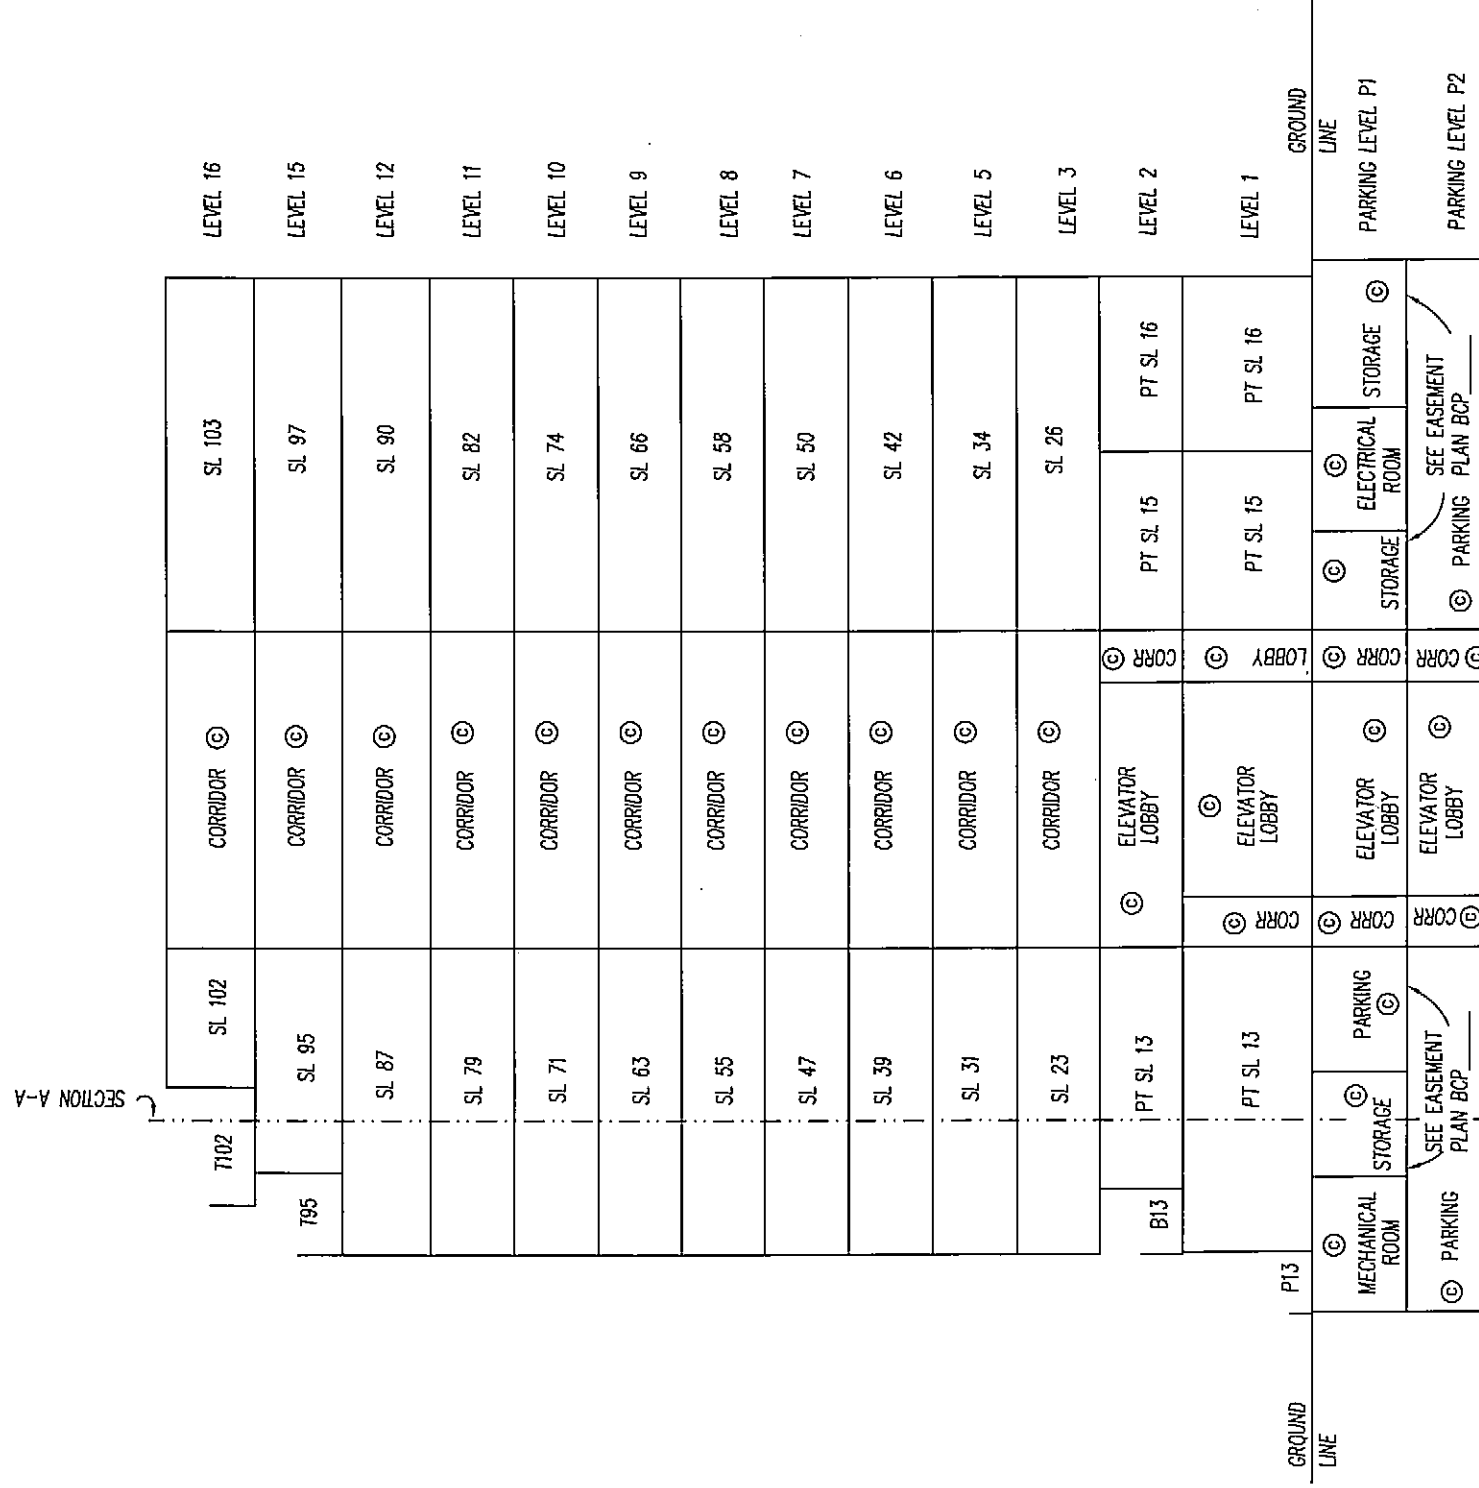 SECTION A-A
T102
SL 102
CORRIDOR ©
SL 103
LEVEL 16
T95
SL 95
CORRIDOR ©
SL 97
LEVEL 15
SL 87
CORRIDOR ©
SL 90
LEVEL 12
SL 79
CORRIDOR ©
SL 82
LEVEL 11
SL 71
CORRIDOR ©
SL 74
LEVEL 10
SL 63
CORRIDOR ©
SL 66
LEVEL 9
SL 55
CORRIDOR ©
SL 58
LEVEL 8
SL 47
CORRIDOR ©
SL 50
LEVEL 7
SL 39
CORRIDOR ©
SL 42
LEVEL 6
SL 31
CORRIDOR ©
SL 34
LEVEL 5
SL 23
CORRIDOR ©
SL 26
LEVEL 3
B13
PT SL 13
©
ELEVATOR
LOBBY
© CORR
PT SL 15
PT SL 16
LEVEL 2
P13
PT SL 13
© CORR
©
ELEVATOR
LOBBY
© LOBBY
PT SL 15
PT SL 16
LEVEL 1
GROUND
LINE
GROUND
LINE
©
MECHANICAL
ROOM
©
STORAGE
PARKING
©
© CORR
ELEVATOR
LOBBY
©
© CORR
©
STORAGE
©
ELECTRICAL
ROOM
STORAGE ©
PARKING LEVEL P1
© PARKING
SEE EASEMENT
PLAN BCP____
CORR ©
ELEVATOR
LOBBY
©
CORR ©
© PARKING
SEE EASEMENT
PLAN BCP____
PARKING LEVEL P2